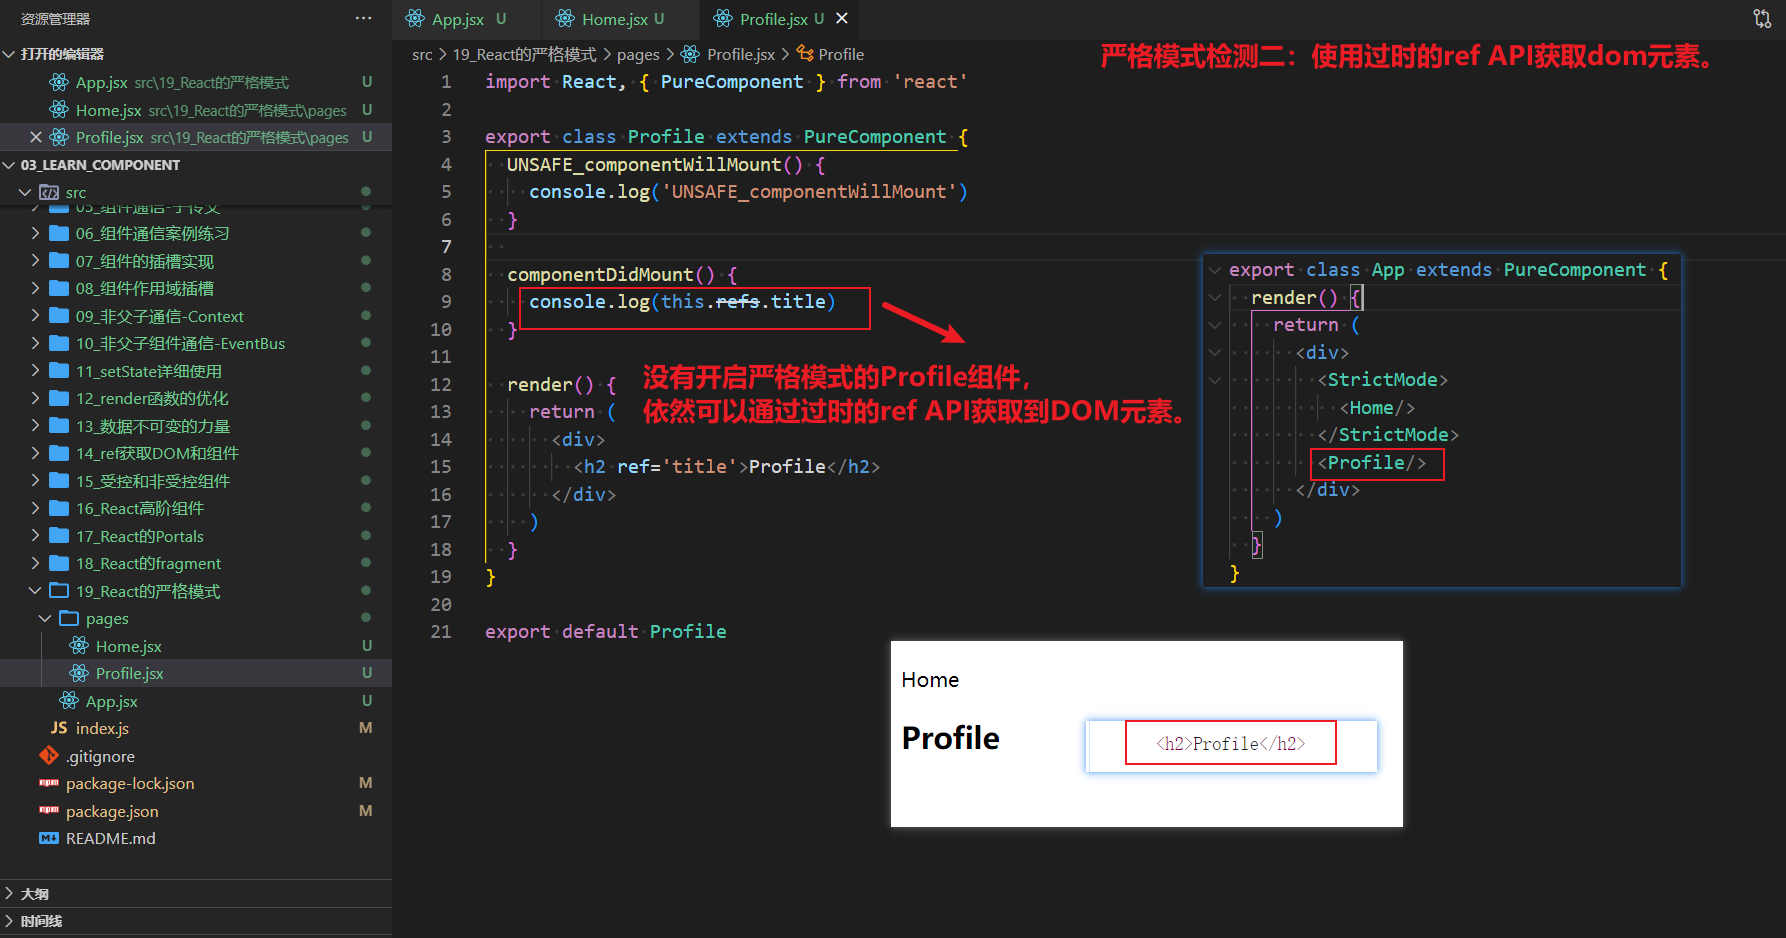 资源管理器
打开的编辑器
App.jsx src\19_React的严格模式 U
Home.jsx src\19_React的严格模式\pages U
Profile.jsx src\19_React的严格模式\pages U
03_LEARN_COMPONENT
src
05_组件通信-子传父
06_组件通信案例练习
07_组件的插槽实现
08_组件作用域插槽
09_非父子通信-Context
10_非父子组件通信-EventBus
11_setState详细使用
12_render函数的优化
13_数据不可变的力量
14_ref获取DOM和组件
15_受控和非受控组件
16_React高阶组件
17_React的Portals
18_React的fragment
19_React的严格模式
pages
Home.jsx U
Profile.jsx U
App.jsx U
JS index.js M
.gitignore
package-lock.json M
package.json M
README.md
大纲
时间线
App.jsx U Home.jsx U Profile.jsx U
src > 19_React的严格模式 > pages > Profile.jsx > Profile
严格模式检测二：使用过时的ref API获取dom元素。
1 import React, { PureComponent } from 'react'
2
3 export class Profile extends PureComponent {
4 UNSAFE_componentWillMount() {
5 console.log('UNSAFE_componentWillMount')
6 }
7
8 componentDidMount() {
9 console.log(this.refs.title)
10 }
11
12 render() {
13 return (
14 <div>
15 <h2 ref='title'>Profile</h2>
16 </div>
17 )
18 }
19 }
20
21 export default Profile
没有开启严格模式的Profile组件，
依然可以通过过时的ref API获取到DOM元素。
export class App extends PureComponent {
render() {
return (
<div>
<StrictMode>
<Home/>
</StrictMode>
<Profile/>
</div>
)
}
}
Home
Profile
<h2>Profile</h2>